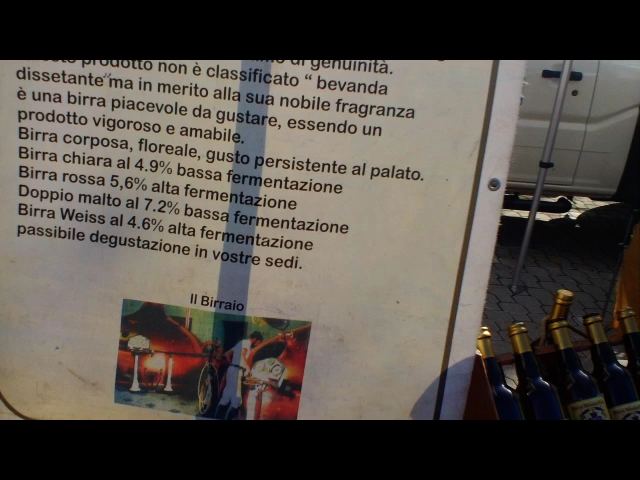 prodotto non è classificato “ bevanda
dissetante ma in merito alla sua nobile fragranza
è una birra piacevole da gustare, essendo un
prodotto vigoroso e amabile.
Birra corposa, floreale, gusto persistente al palato.
Birra chiara al 4.9% bassa fermentazione
Birra rossa 5,6% alta fermentazione
Doppio malto al 7.2% bassa fermentazione
Birra Weiss al 4.6% alta fermentazione
passibile degustazione in vostre sedi.
Il Birraio